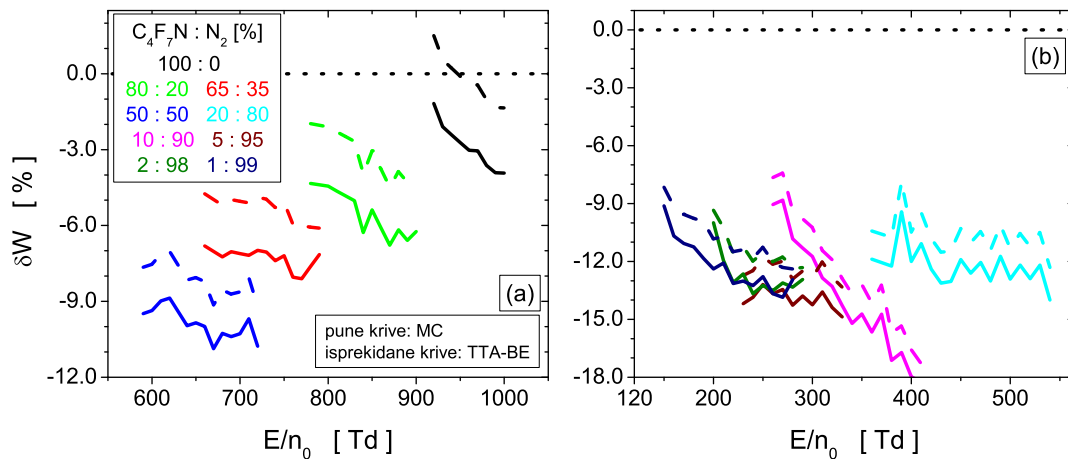 C₄F₇N : N₂ [%]
100 : 0
80 : 20 65 : 35
50 : 50 20 : 80
10 : 90 5 : 95
2 : 98 1 : 99
0.0
-3.0
-6.0
-9.0
-12.0
δW [ % ]
(a)
pune krive: MC
isprekidane krive: TTA-BE
600 700 800 900 1000
E/n₀ [ Td ]
0.0
-3.0
-6.0
-9.0
-12.0
-15.0
-18.0
(b)
120 200 300 400 500
E/n₀ [ Td ]